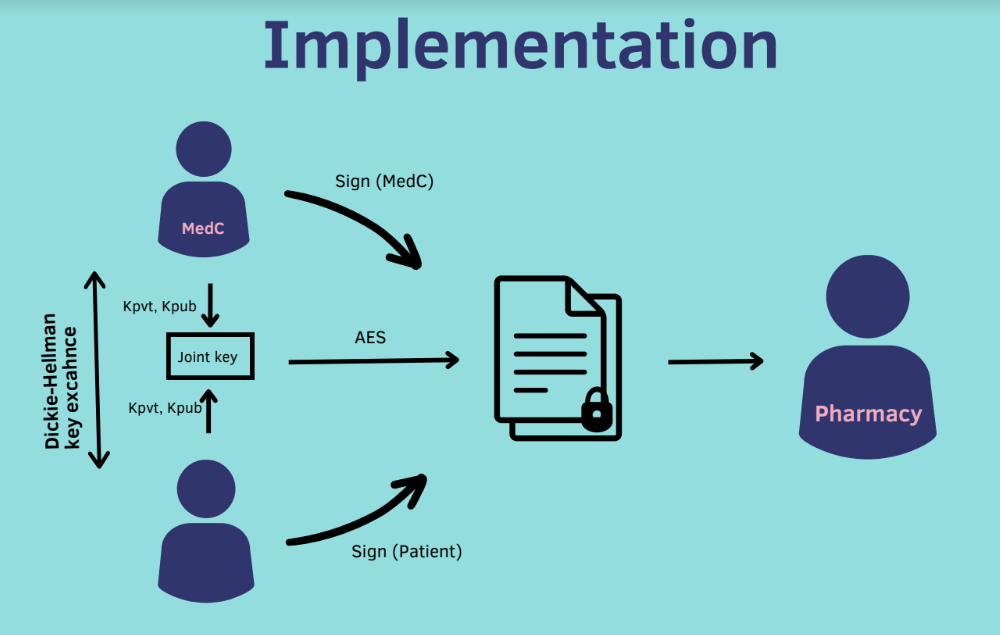 Implementation
MedC
Sign (MedC)
Kpvt, Kpub
Joint key
AES
Kpvt, Kpub
Dickie-Hellman
key excahnce
Sign (Patient)
Pharmacy